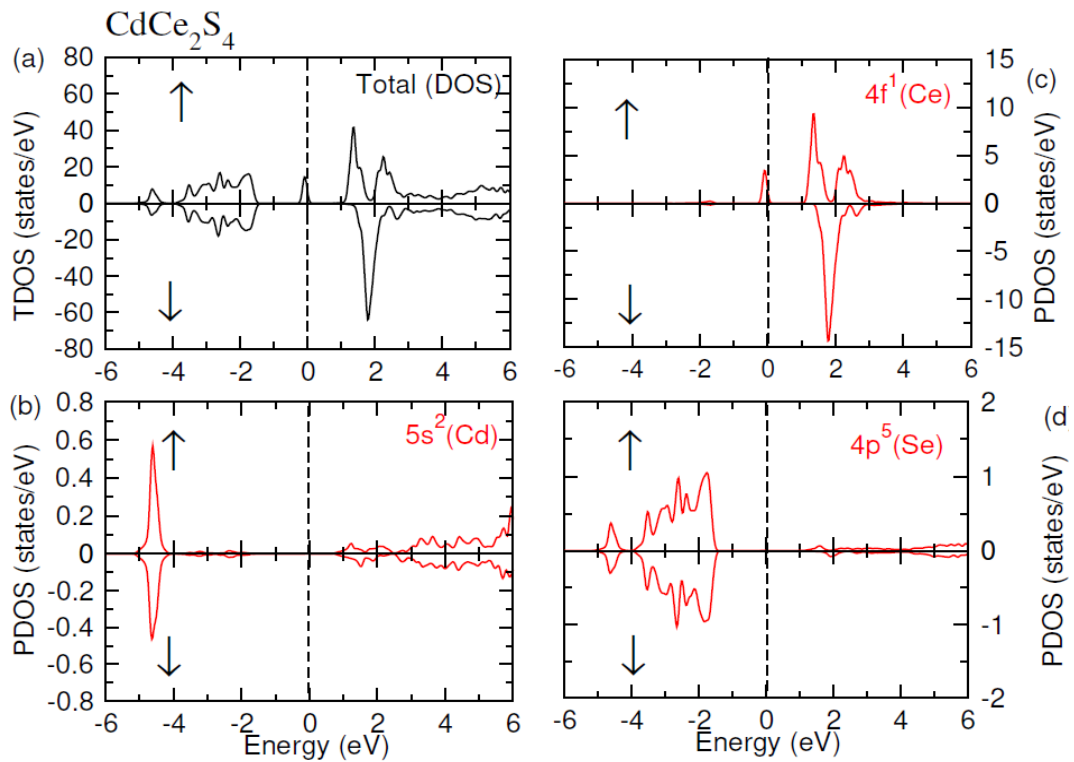 CdCe₂S₄
(a)
TDOS (states/eV)
80
60
40
20
0
-20
-40
-60
-80
↑
↓
Total (DOS)
-6 -4 -2 0 2 4 6
(c)
PDOS (states/eV)
15
10
5
0
-5
-10
-15
↑
↓
4f¹(Ce)
-6 -4 -2 0 2 4 6
(b)
PDOS (states/eV)
0.8
0.6
0.4
0.2
0
-0.2
-0.4
-0.6
-0.8
↑
↓
5s²(Cd)
-6 -4 -2 0 2 4 6
Energy (eV)
(d
PDOS (states/eV)
2
1
0
-1
-2
↑
↓
4p⁵(Se)
-6 -4 -2 0 2 4 6
Energy (eV)